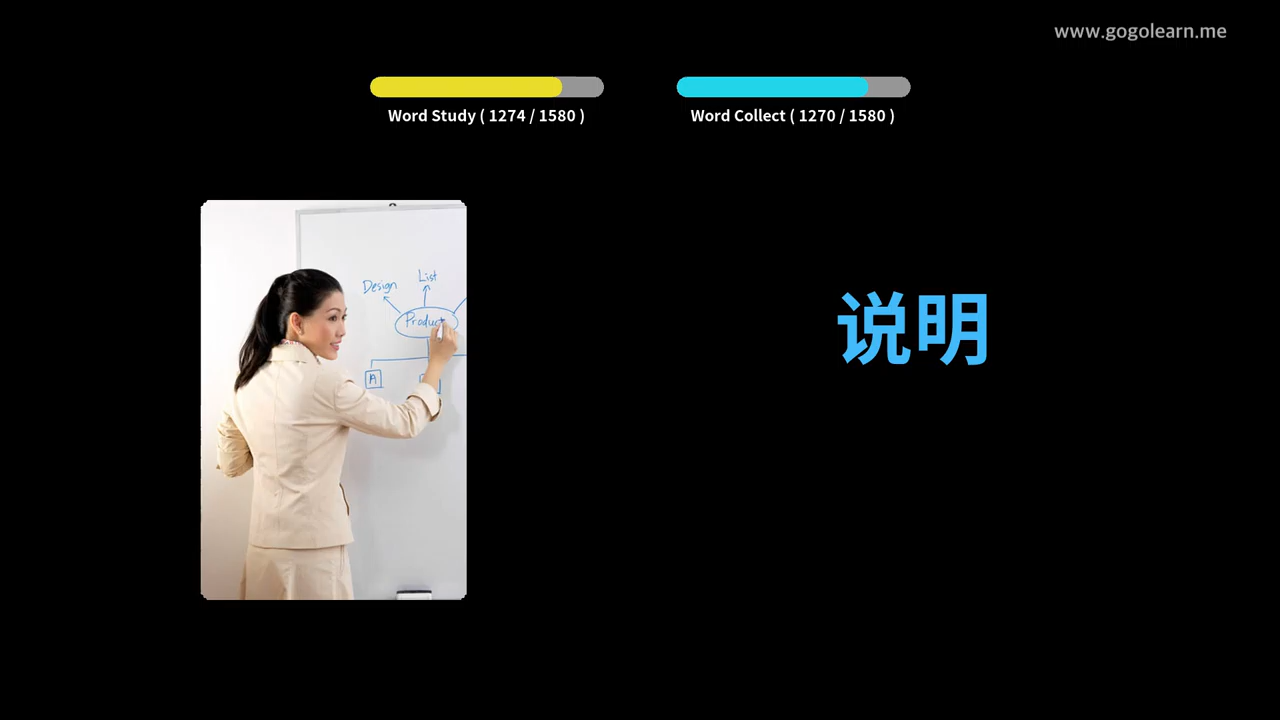 www.gogolearn.me
Word Study ( 1274 / 1580 )
Word Collect ( 1270 / 1580 )
List
Design
Product
A
说明